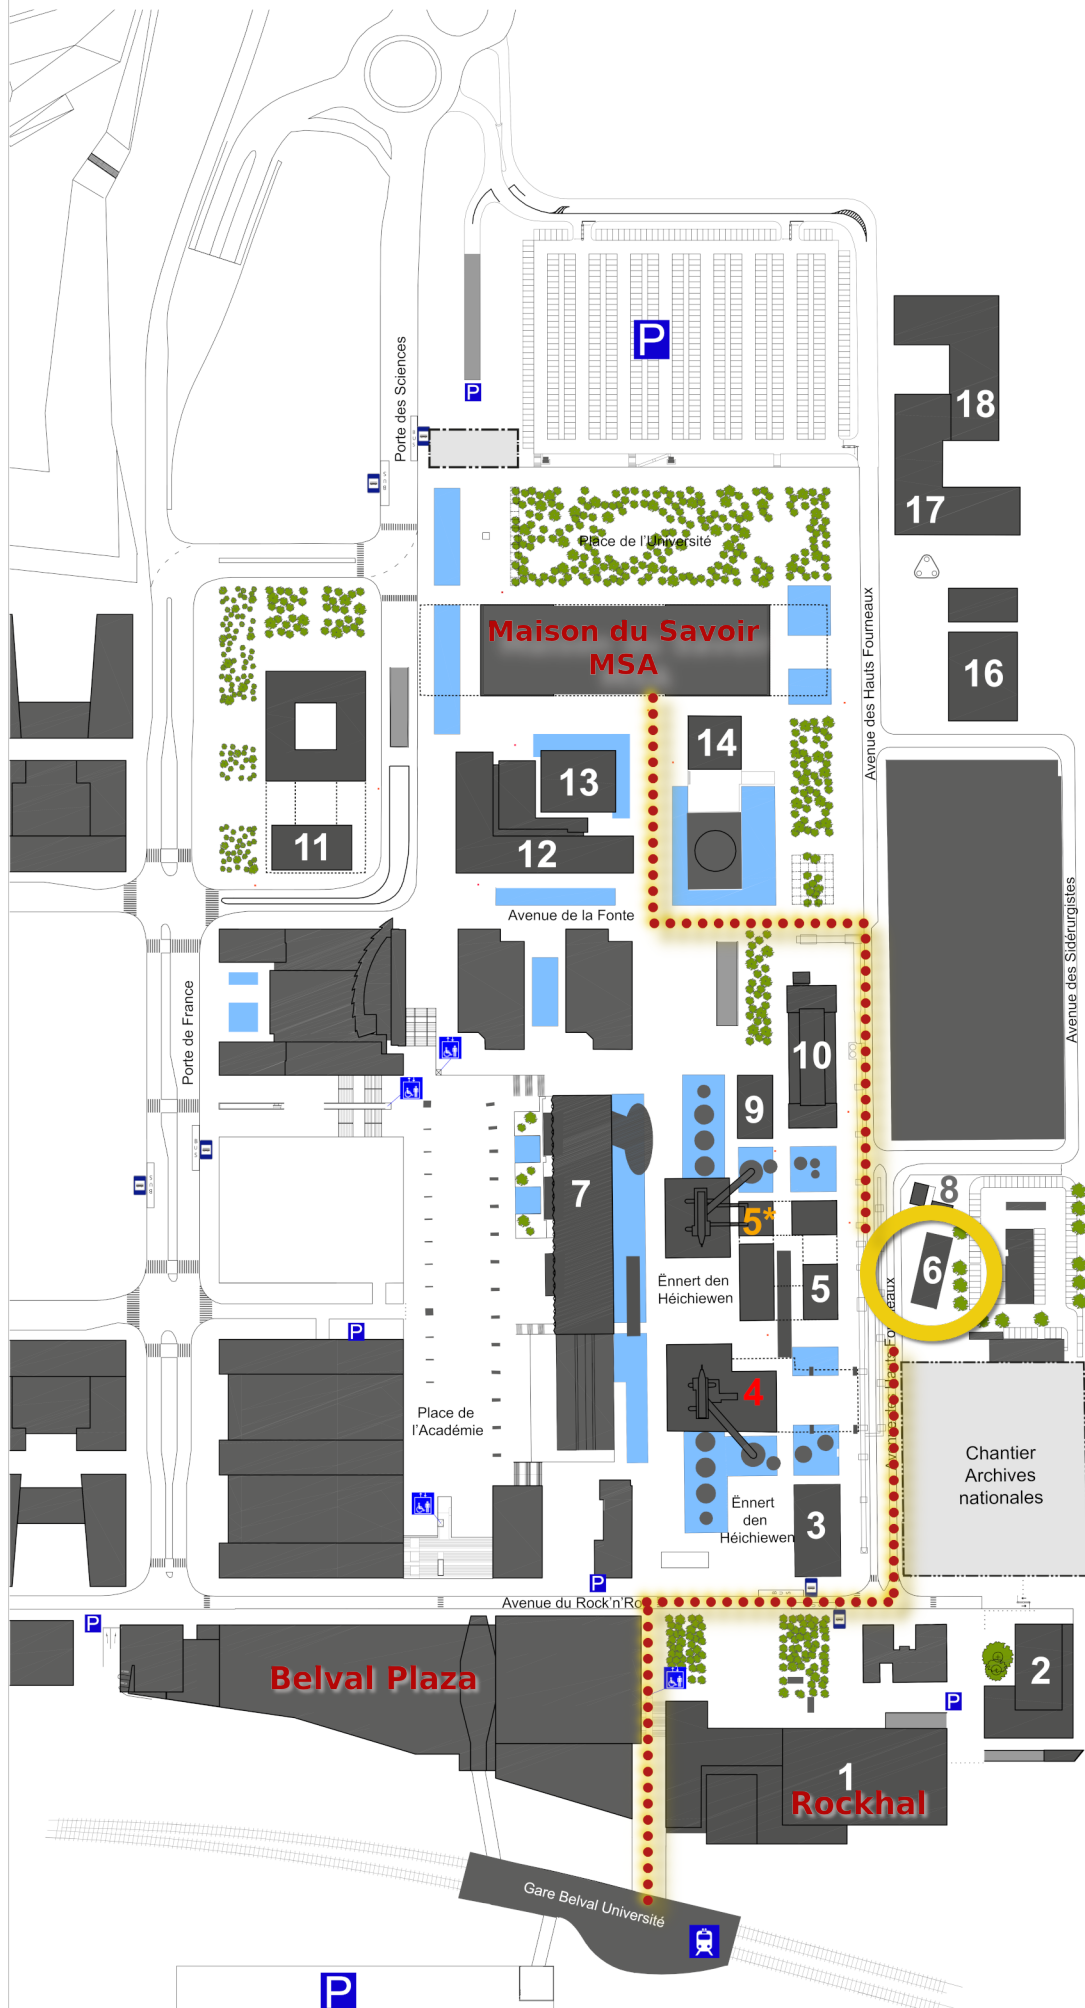 P
18
Porte des Sciences
P
17
Place de l'Université
Maison du Savoir
MSA
Avenue des Hauts Fourneaux
16
14
13
12
11
Avenue de la Fonte
Avenue des Sidérurgistes
Porte de France
10
9
7
8
5*
6
5
Ënnert den
Héichiewen
P
4
Place de
l'Académie
Chantier
Archives
nationales
Ënnert
den
Héichiewen
3
P
BUS
Avenue du Rock'n'Ro
P
Belval Plaza
2
P
1
Rockhal
Gare Belval Université
P